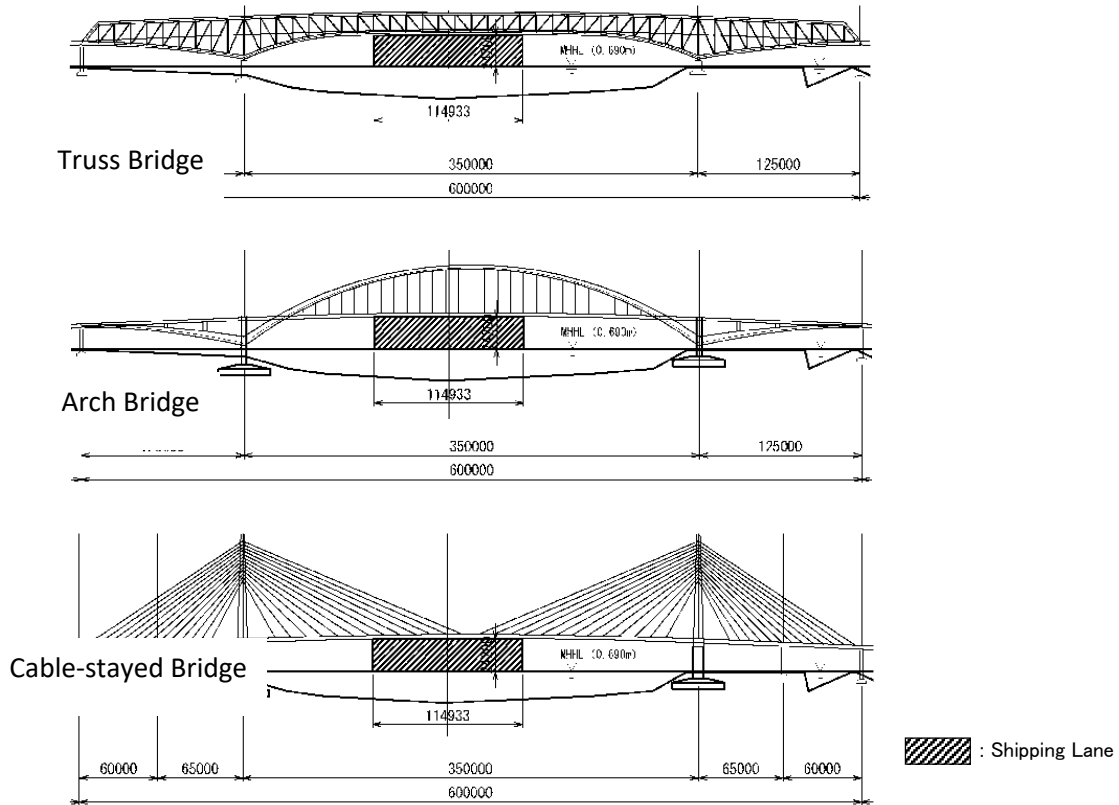 MHHL (0.690m)
114933
Truss Bridge
350000
125000
600000
MHHL (0.690m)
114933
Arch Bridge
350000
125000
600000
MHHL (0.690m)
Cable-stayed Bridge
114933
: Shipping Lane
60000
65000
350000
65000
60000
600000